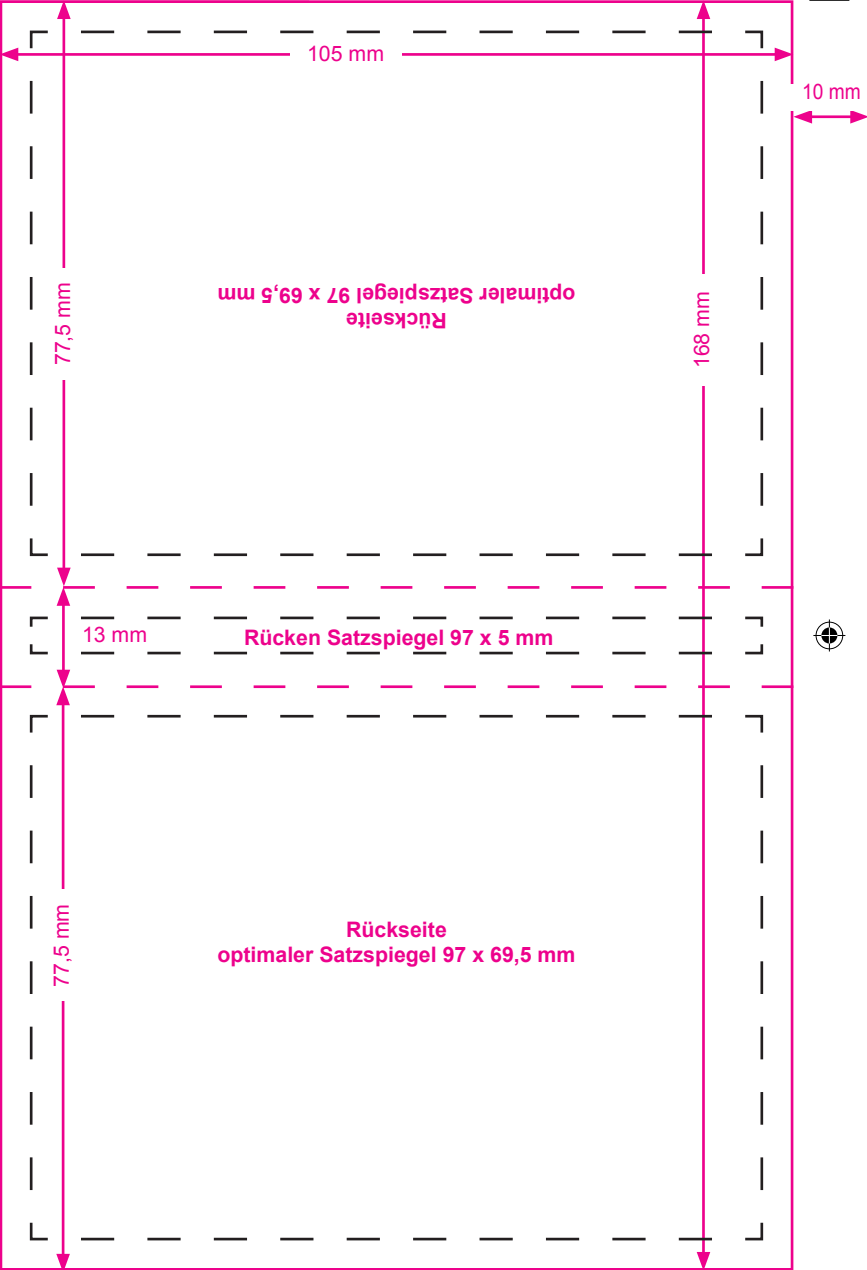 105 mm
10 mm
77,5 mm
168 mm
Rückseite
optimaler Satzspiegel 97 x 69,5 mm
13 mm
Rücken Satzspiegel 97 x 5 mm
77,5 mm
Rückseite
optimaler Satzspiegel 97 x 69,5 mm